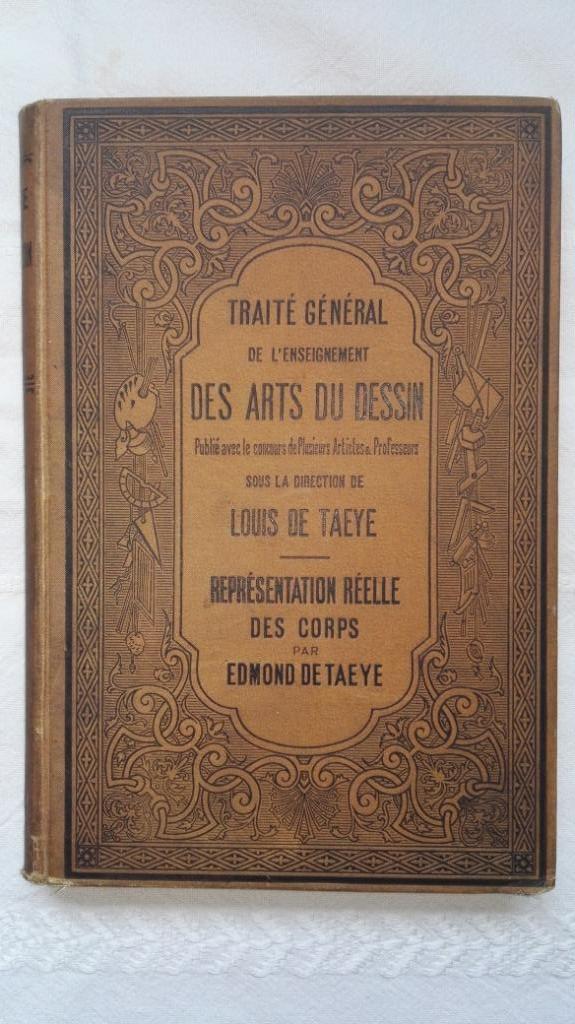 TRAITÉ GÉNÉRAL
DE L'ENSEIGNEMENT
DES ARTS DU DESSIN
Publié avec le concours de Plusieurs Artistes & Professeurs
SOUS LA DIRECTION DE
LOUIS DE TAEYE
REPRÉSENTATION RÉELLE
DES CORPS
PAR
EDMOND DE TAEYE